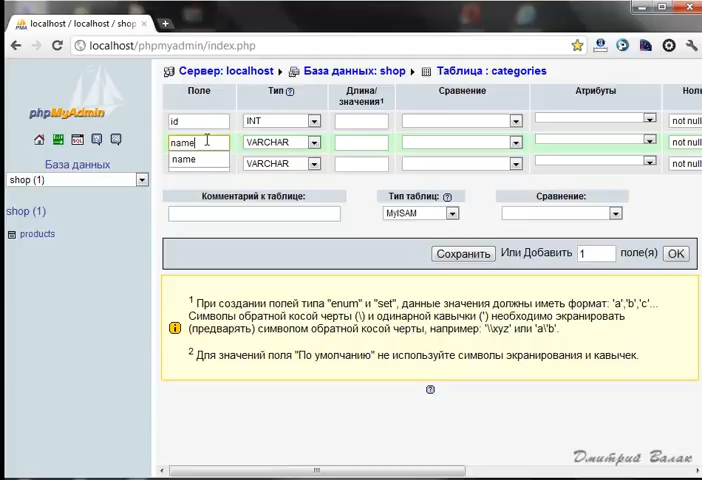 localhost / localhost / shop
localhost/phpmyadmin/index.php
phpMyAdmin
SQL
База данных
shop (1)
shop (1)
products
Сервер: localhost База данных: shop Таблица : categories
Поле Тип Длина/значения1 Сравнение Атрибуты Ноль
id INT not null
name VARCHAR not null
name VARCHAR not null
Комментарий к таблице: Тип таблиц: Сравнение:
MyISAM
Сохранить Или Добавить 1 поле(я) OK
1 При создании полей типа "enum" и "set", данные значения должны иметь формат: 'a','b','c'...
Символы обратной косой черты (\) и одинарной кавычки (') необходимо экранировать
(предварять) символом обратной косой черты, например: '\\xyz' или 'a\'b'.
2 Для значений поля "По умолчанию" не используйте символы экранирования и кавычек.
Дмитрий Валак